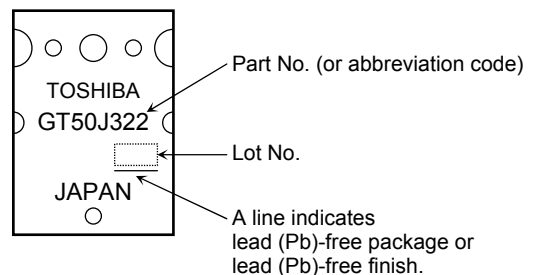 TOSHIBA
GT50J322
JAPAN
Part No. (or abbreviation code)
Lot No.
A line indicates
lead (Pb)-free package or
lead (Pb)-free finish.